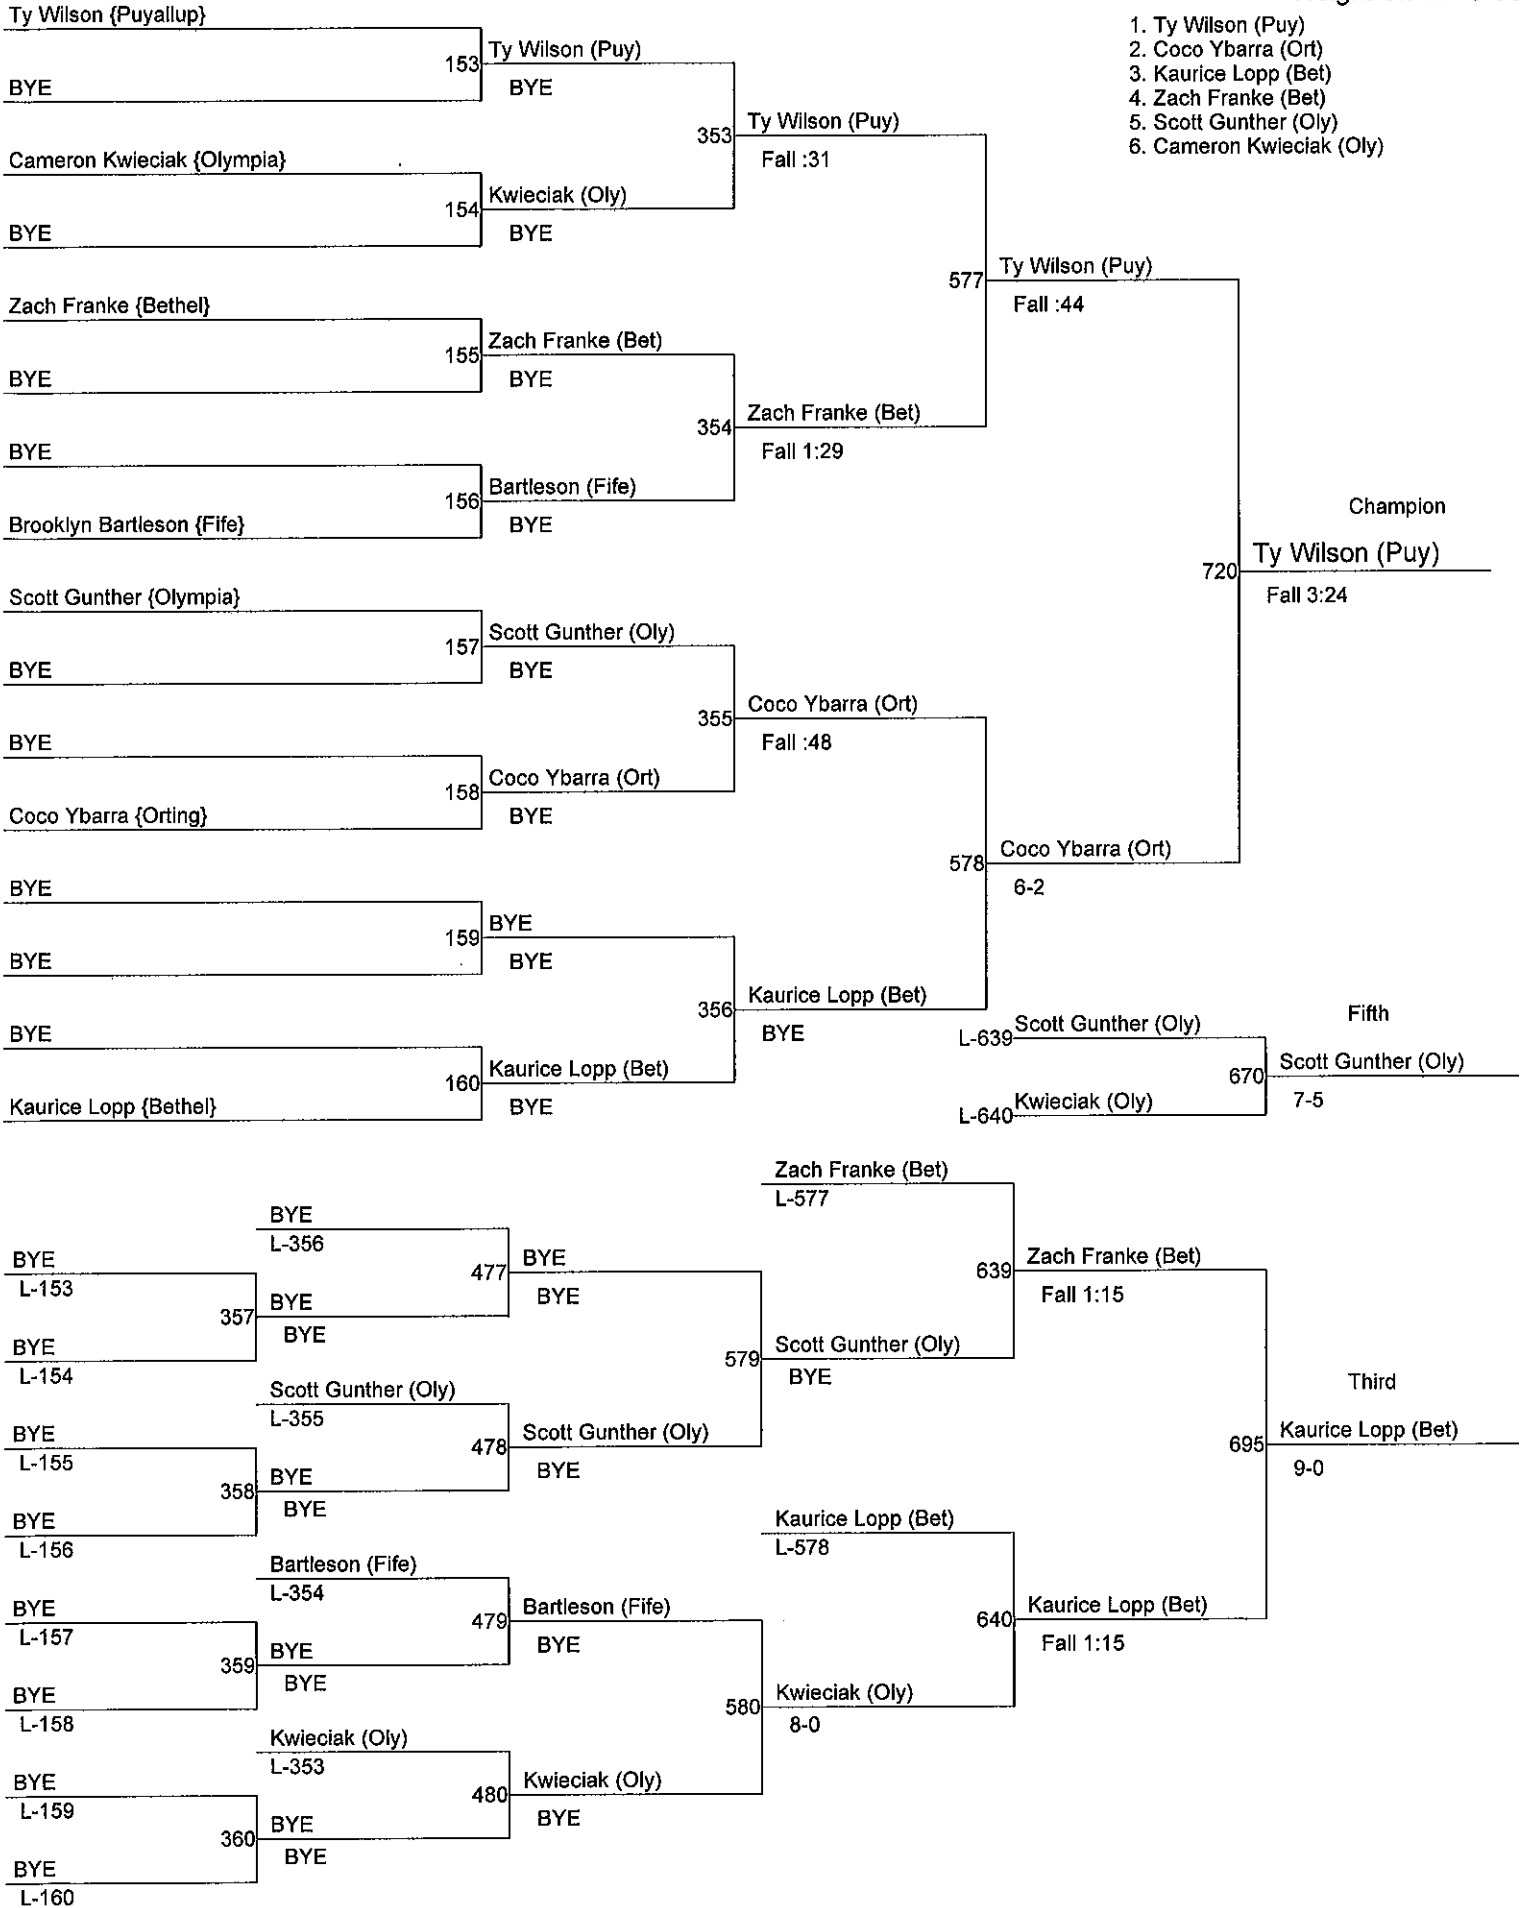 1. Ty Wilson (Puy)
2. Coco Ybarra (Ort)
3. Kaurice Lopp (Bet)
4. Zach Franke (Bet)
5. Scott Gunther (Oly)
6. Cameron Kwieciak (Oly)
Ty Wilson {Puyallup}
153 Ty Wilson (Puy)
BYE
BYE
353 Ty Wilson (Puy)
Fall :31
Cameron Kwieciak {Olympia}
154 Kwieciak (Oly)
BYE
BYE
577 Ty Wilson (Puy)
Fall :44
Zach Franke {Bethel}
155 Zach Franke (Bet)
BYE
BYE
354 Zach Franke (Bet)
Fall 1:29
BYE
156 Bartleson (Fife)
Brooklyn Bartleson {Fife}
BYE
Champion
720 Ty Wilson (Puy)
Fall 3:24
Scott Gunther {Olympia}
157 Scott Gunther (Oly)
BYE
BYE
355 Coco Ybarra (Ort)
Fall :48
BYE
158 Coco Ybarra (Ort)
Coco Ybarra {Orting}
BYE
578 Coco Ybarra (Ort)
6-2
BYE
159 BYE
BYE
BYE
356 Kaurice Lopp (Bet)
BYE
BYE
160 Kaurice Lopp (Bet)
Kaurice Lopp {Bethel}
BYE
Fifth
L-639 Scott Gunther (Oly)
670 Scott Gunther (Oly)
L-640 Kwieciak (Oly)
7-5
Zach Franke (Bet)
L-577
BYE
L-356
BYE
L-153
477 BYE
BYE
639 Zach Franke (Bet)
Fall 1:15
357 BYE
BYE
BYE
L-154
579 Scott Gunther (Oly)
BYE
Scott Gunther (Oly)
L-355
Third
BYE
L-155
478 Scott Gunther (Oly)
BYE
695 Kaurice Lopp (Bet)
9-0
358 BYE
BYE
BYE
L-156
Kaurice Lopp (Bet)
L-578
Bartleson (Fife)
L-354
BYE
L-157
479 Bartleson (Fife)
BYE
640 Kaurice Lopp (Bet)
Fall 1:15
359 BYE
BYE
BYE
L-158
580 Kwieciak (Oly)
8-0
Kwieciak (Oly)
L-353
BYE
L-159
480 Kwieciak (Oly)
BYE
360 BYE
BYE
BYE
L-160